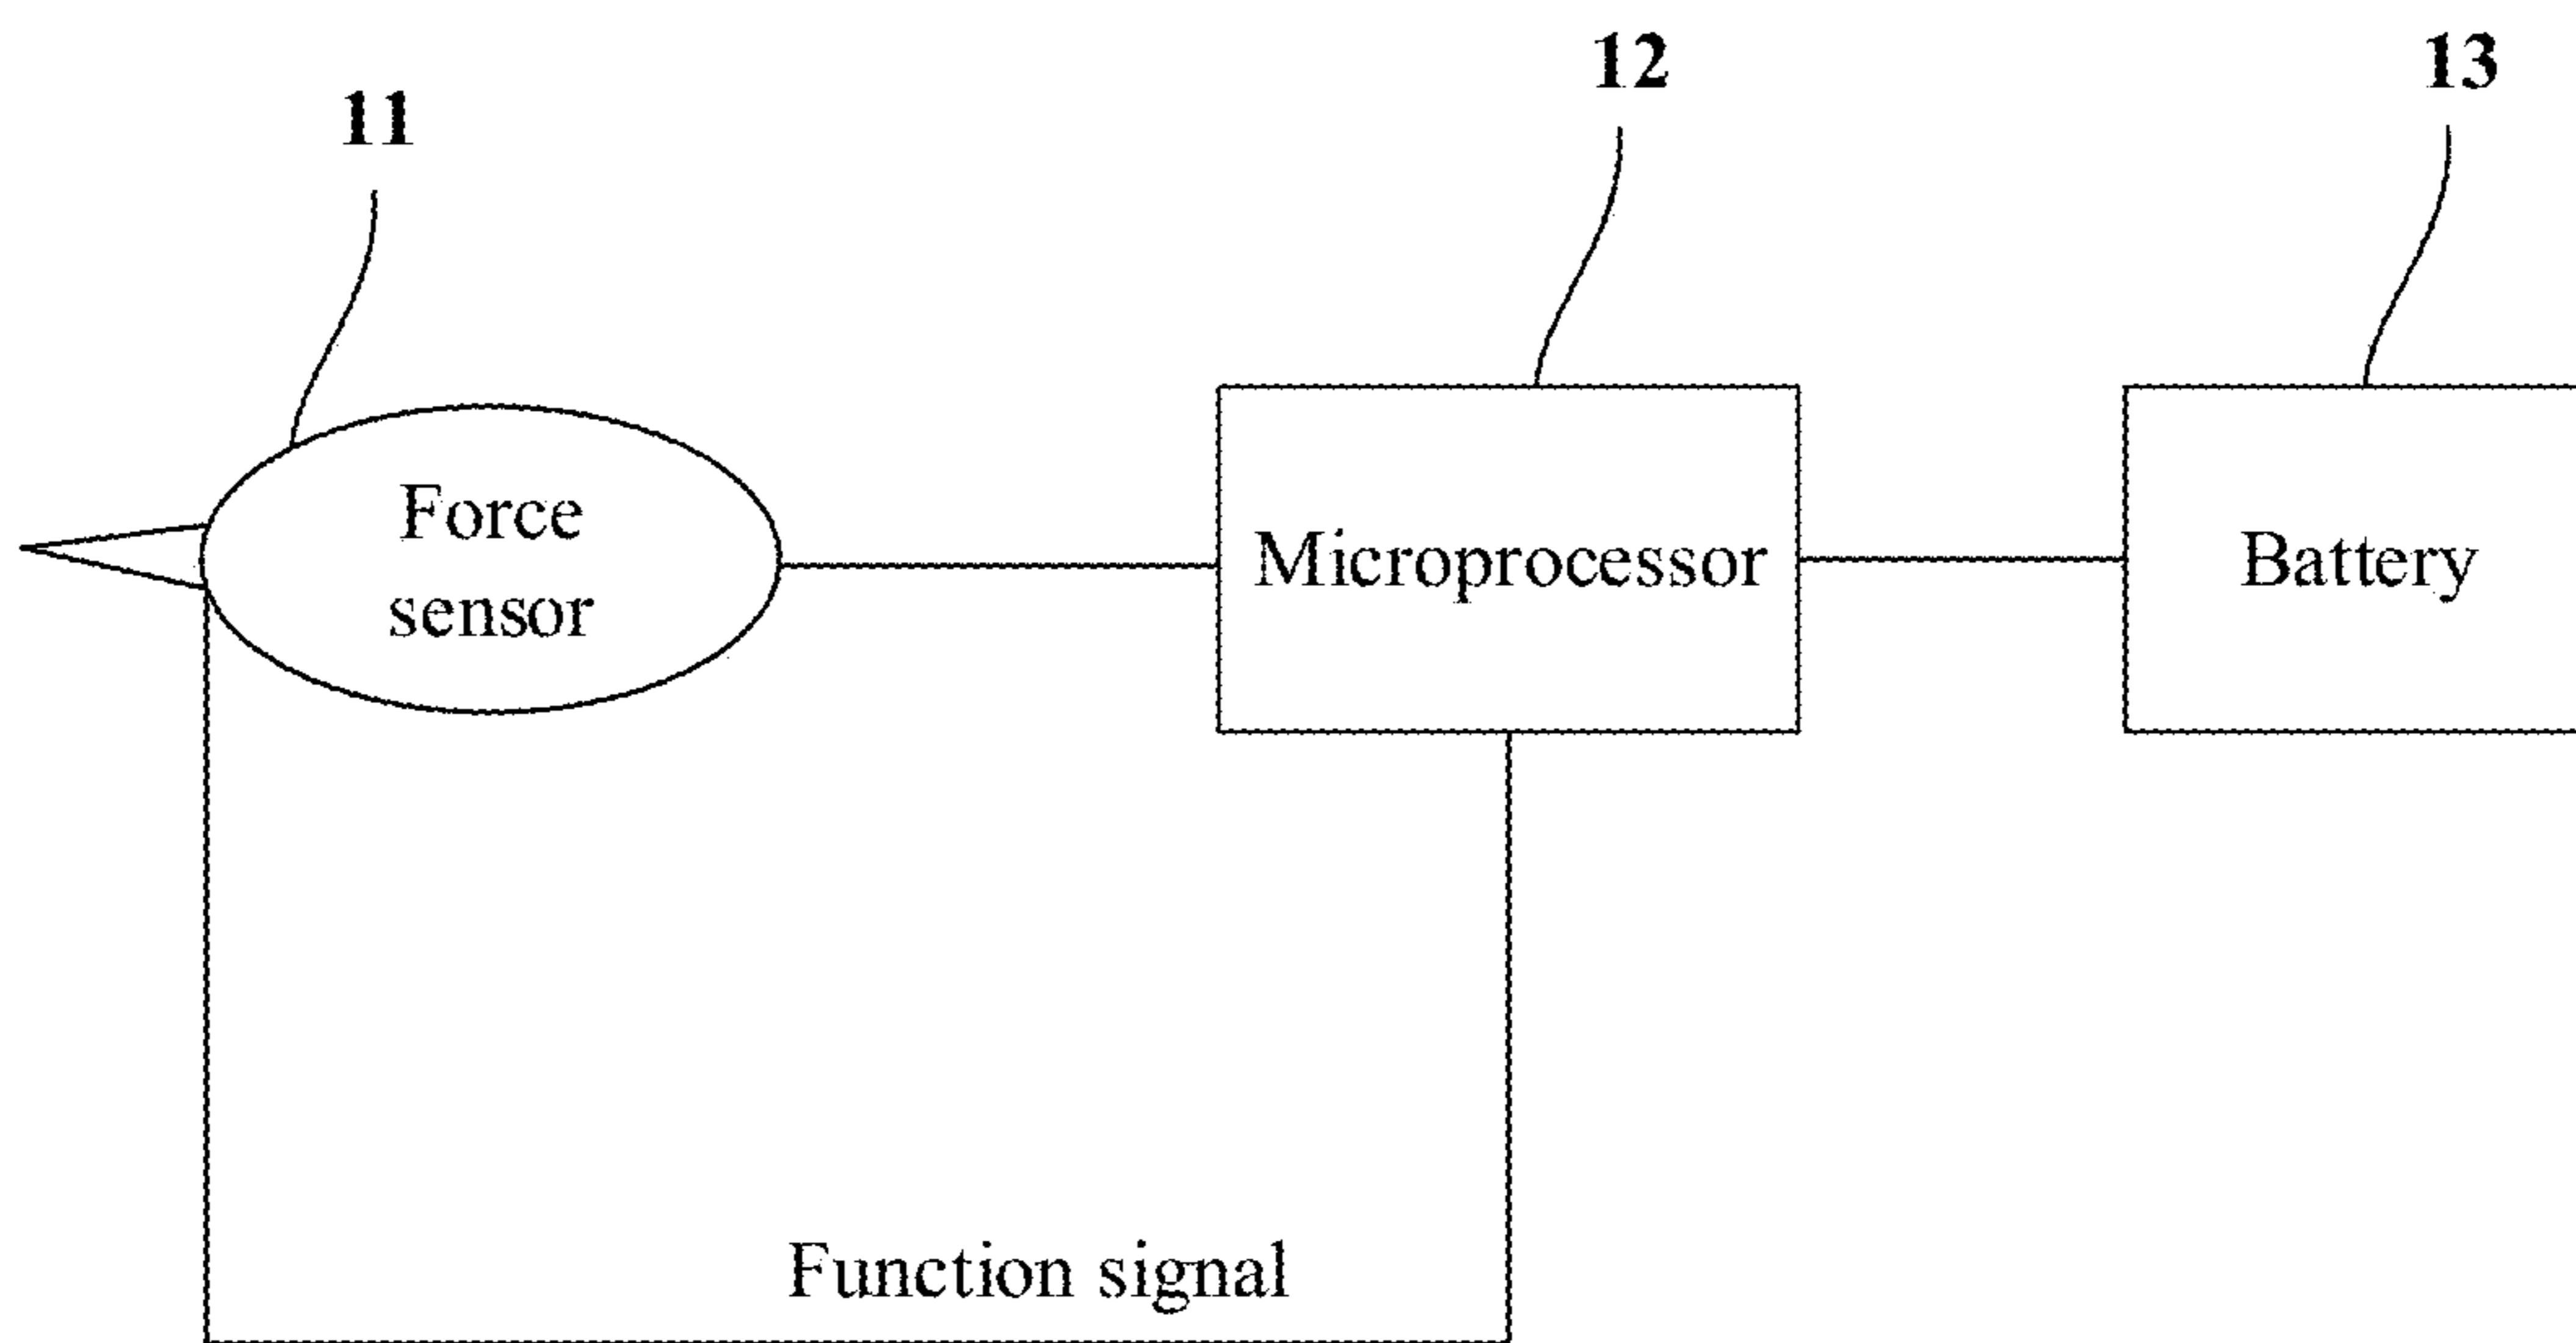 11
12
13
Force
sensor
Microprocessor
Battery
Function signal